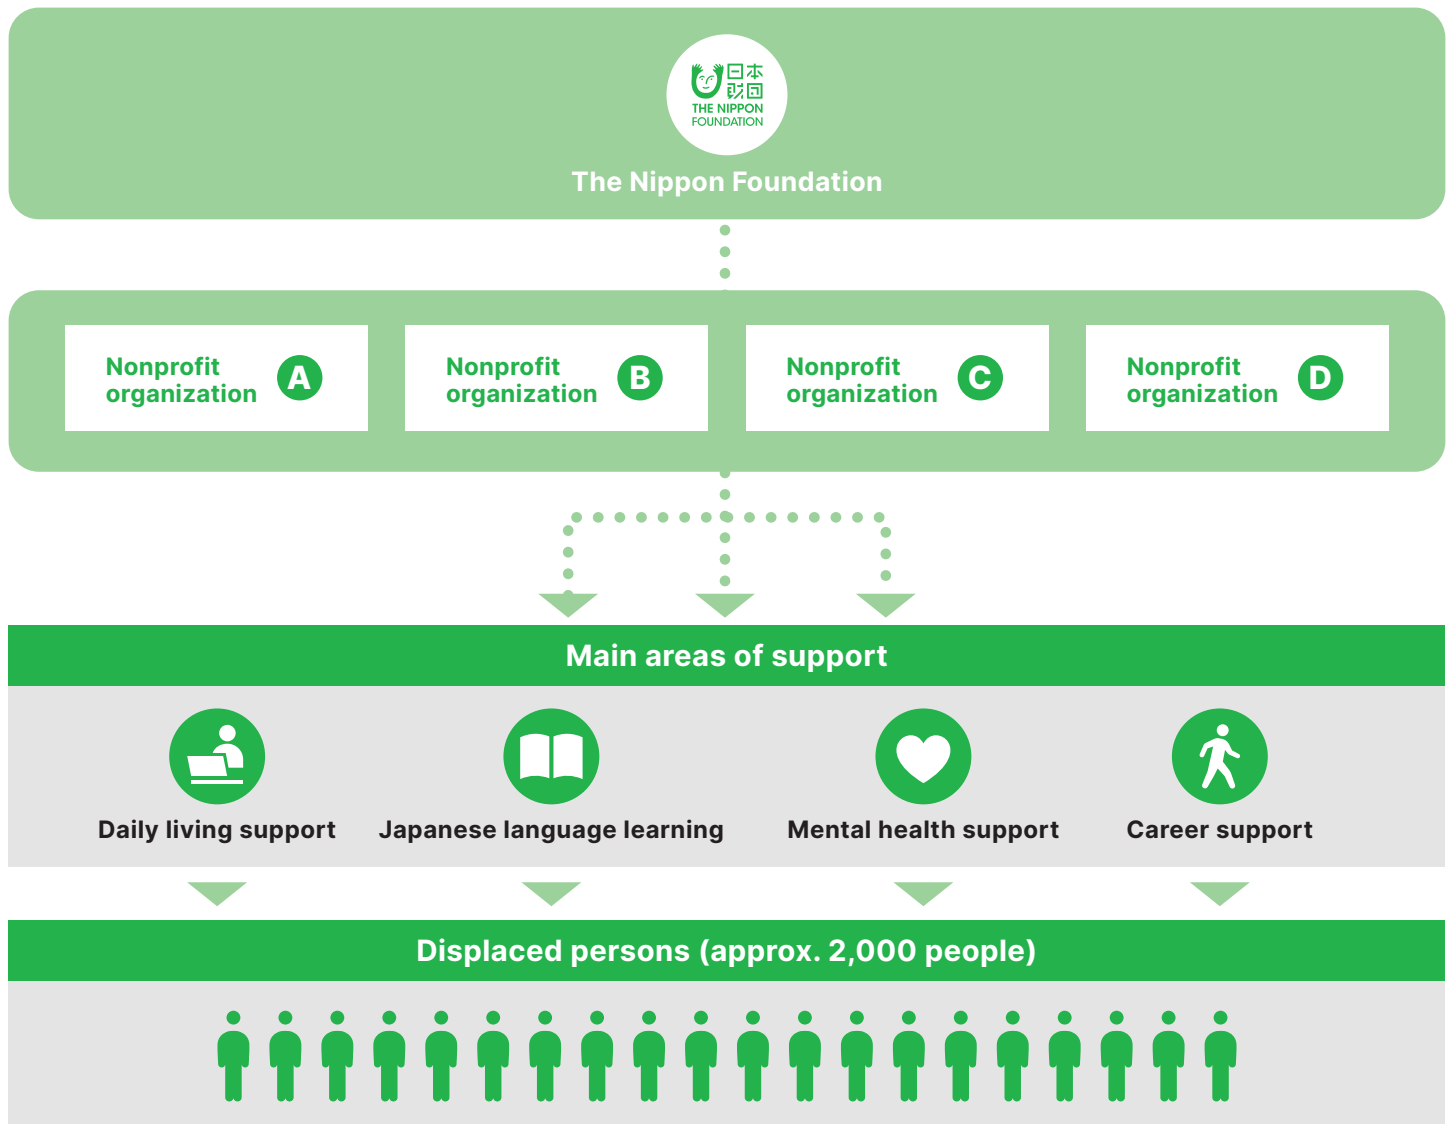 日本
財団
THE NIPPON
FOUNDATION
The Nippon Foundation
Nonprofit
organization
A
Nonprofit
organization
B
Nonprofit
organization
C
Nonprofit
organization
D
Main areas of support
Daily living support
Japanese language learning
Mental health support
Career support
Displaced persons (approx. 2,000 people)